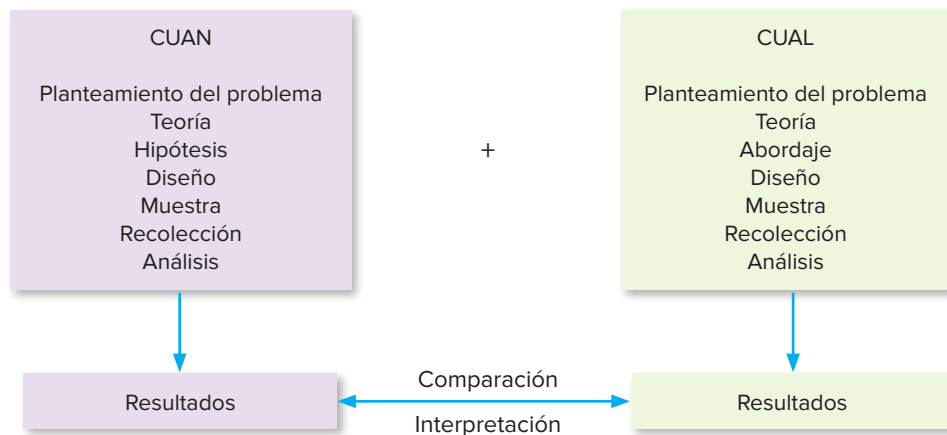 CUAN
Planteamiento del problema
Teoría
Hipótesis
Diseño
Muestra
Recolección
Análisis
+
CUAL
Planteamiento del problema
Teoría
Abordaje
Diseño
Muestra
Recolección
Análisis
Resultados
Comparación
Interpretación
Resultados